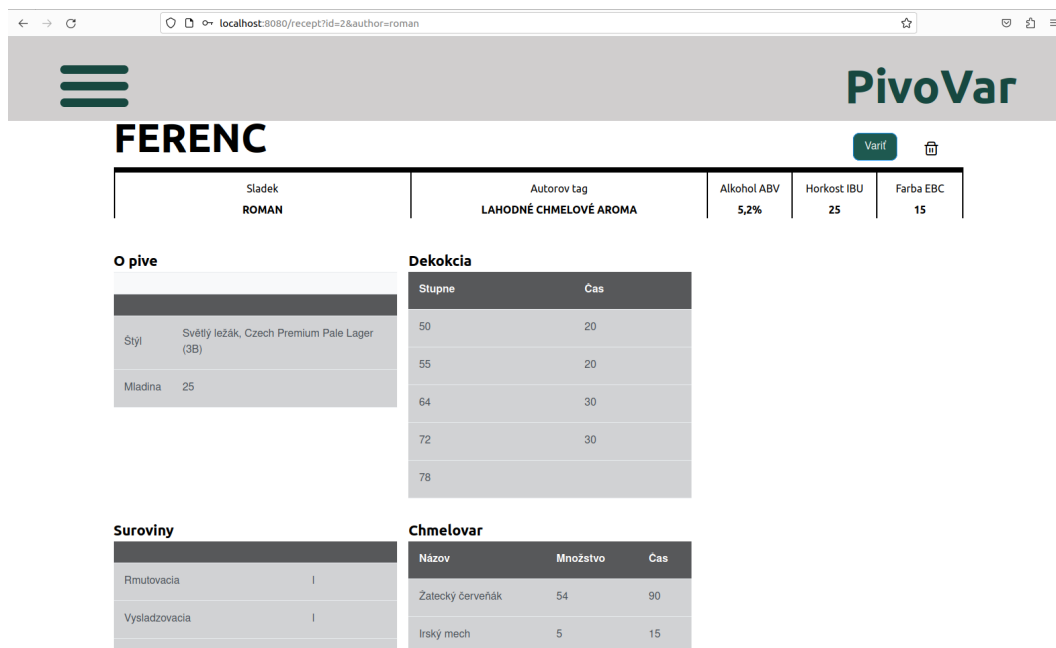 localhost:8080/recept?id=2&author=roman
PivoVar
FERENC
Variť
Sladek Autorov tag Alkohol ABV Horkost IBU Farba EBC
ROMAN LAHODNÉ CHMELOVÉ AROMA 5,2% 25 15
O pive
Štýl Světlý ležák, Czech Premium Pale Lager
(3B)
Mladina 25
Dekokcia
Stupne Čas
50 20
55 20
64 30
72 30
78
Suroviny
Rmutovacia l
Vysladzovacia l
Chmelovar
Názov Množstvo Čas
Žatecký červeňák 54 90
Irský mech 5 15